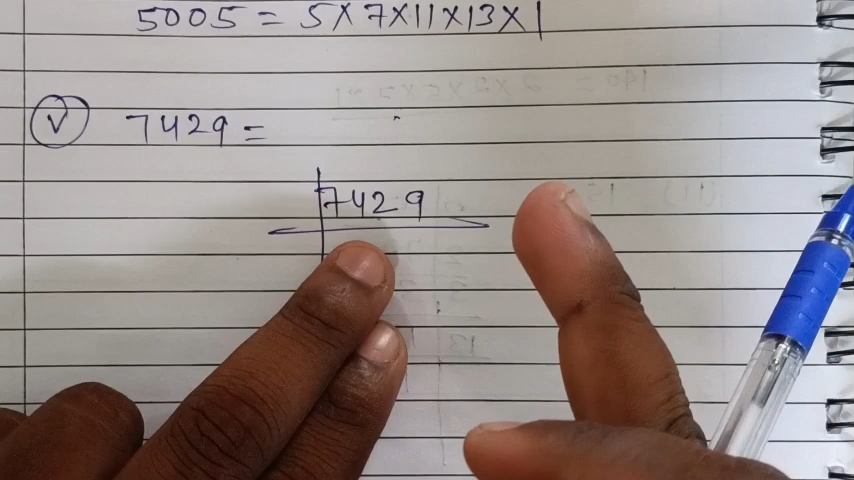 5005 = 5×7×11×13×1
(v) 7429 =
7429